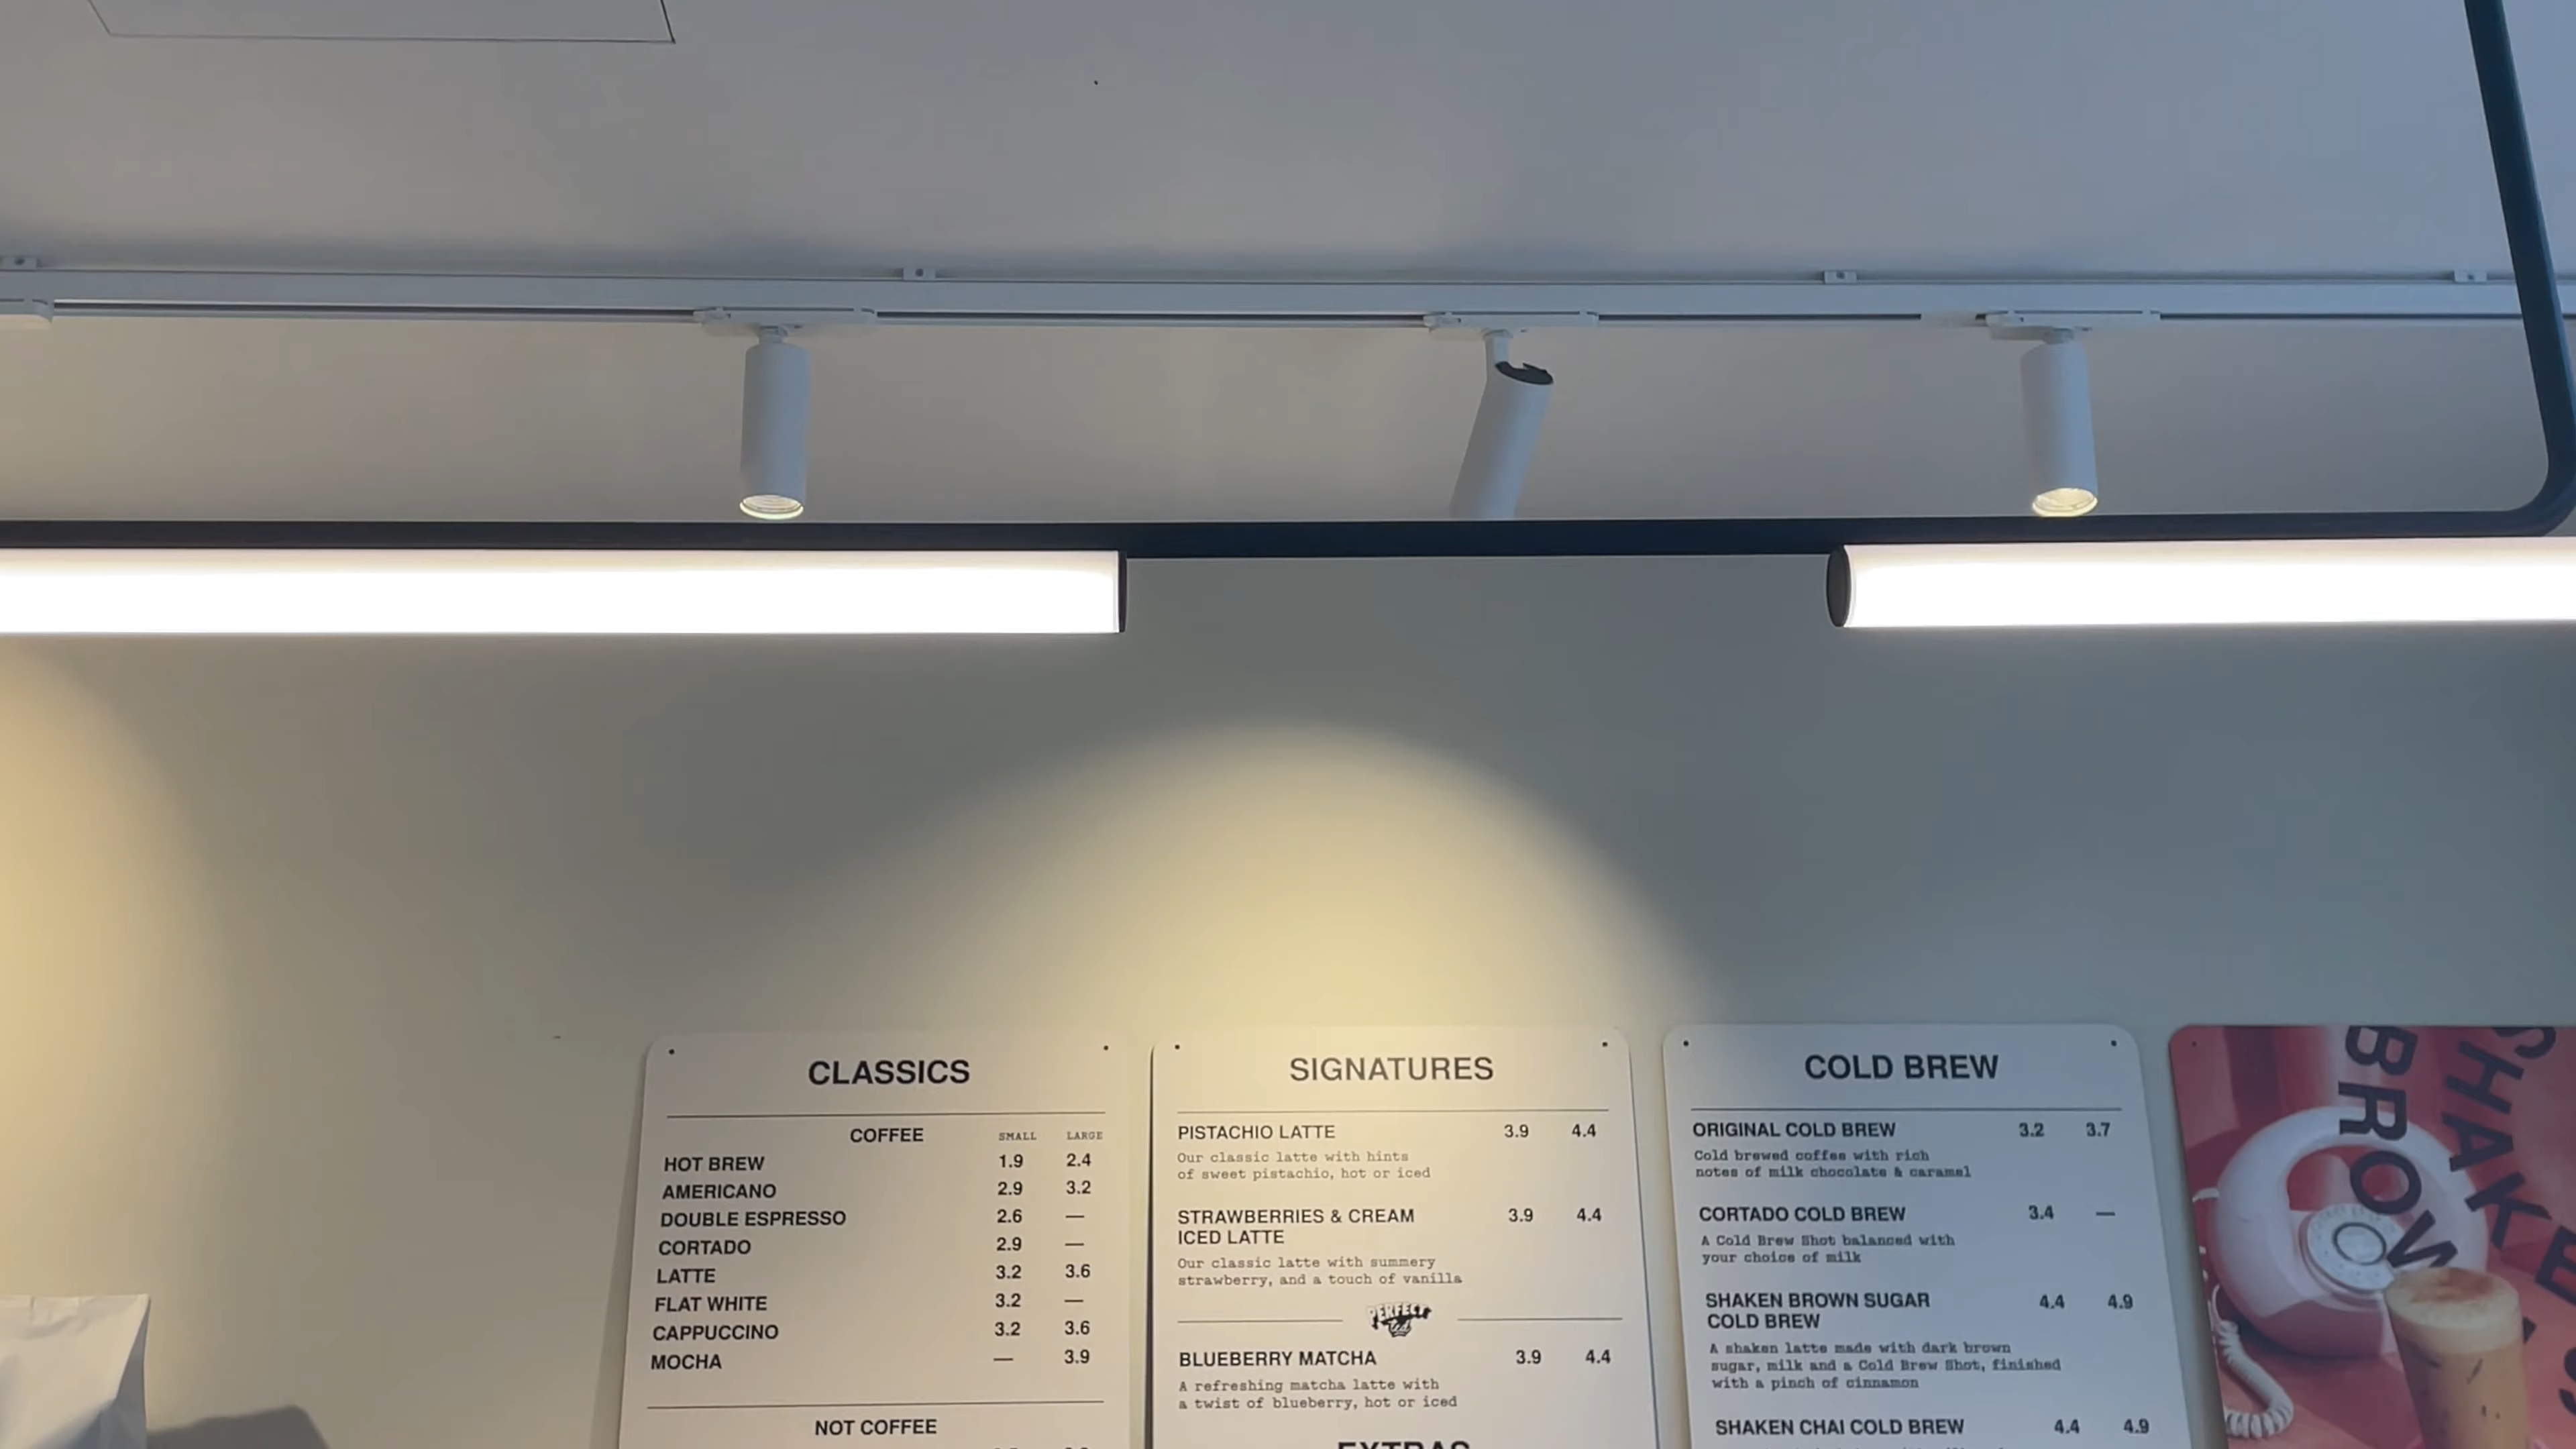 CLASSICS
COFFEE SMALL LARGE
HOT BREW 1.9 2.4
AMERICANO 2.9 3.2
DOUBLE ESPRESSO 2.6 —
CORTADO 2.9 —
LATTE 3.2 3.6
FLAT WHITE 3.2 —
CAPPUCCINO 3.2 3.6
MOCHA — 3.9
NOT COFFEE
SIGNATURES
PISTACHIO LATTE 3.9 4.4
Our classic latte with hints
of sweet pistachio, hot or iced
STRAWBERRIES & CREAM 3.9 4.4
ICED LATTE
Our classic latte with summery
strawberry, and a touch of vanilla
PERFECT
BLUEBERRY MATCHA 3.9 4.4
A refreshing matcha latte with
a twist of blueberry, hot or iced
EXTRAS
COLD BREW
ORIGINAL COLD BREW 3.2 3.7
Cold brewed coffee with rich
notes of milk chocolate & caramel
CORTADO COLD BREW 3.4 —
A Cold Brew Shot balanced with
your choice of milk
SHAKEN BROWN SUGAR 4.4 4.9
COLD BREW
A shaken latte made with dark brown
sugar, milk and a Cold Brew Shot, finished
with a pinch of cinnamon
SHAKEN CHAI COLD BREW 4.4 4.9
SHAKE
BROW